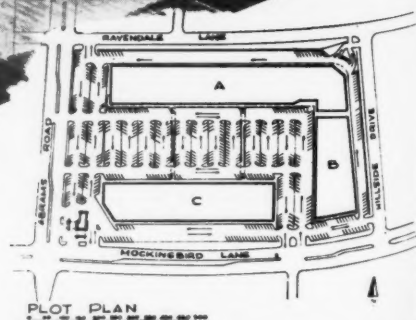 RAVENDALE LANE
A
ABRAMS ROAD
B
HILLSIDE DRIVE
C
MOCKINGBIRD LANE
N
PLOT PLAN